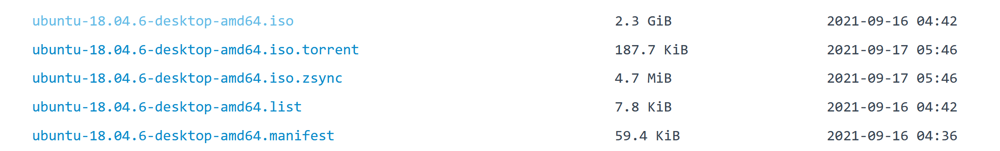 ubuntu-18.04.6-desktop-amd64.iso 2.3 GiB 2021-09-16 04:42
ubuntu-18.04.6-desktop-amd64.iso.torrent 187.7 KiB 2021-09-17 05:46
ubuntu-18.04.6-desktop-amd64.iso.zsync 4.7 MiB 2021-09-17 05:46
ubuntu-18.04.6-desktop-amd64.list 7.8 KiB 2021-09-16 04:42
ubuntu-18.04.6-desktop-amd64.manifest 59.4 KiB 2021-09-16 04:36